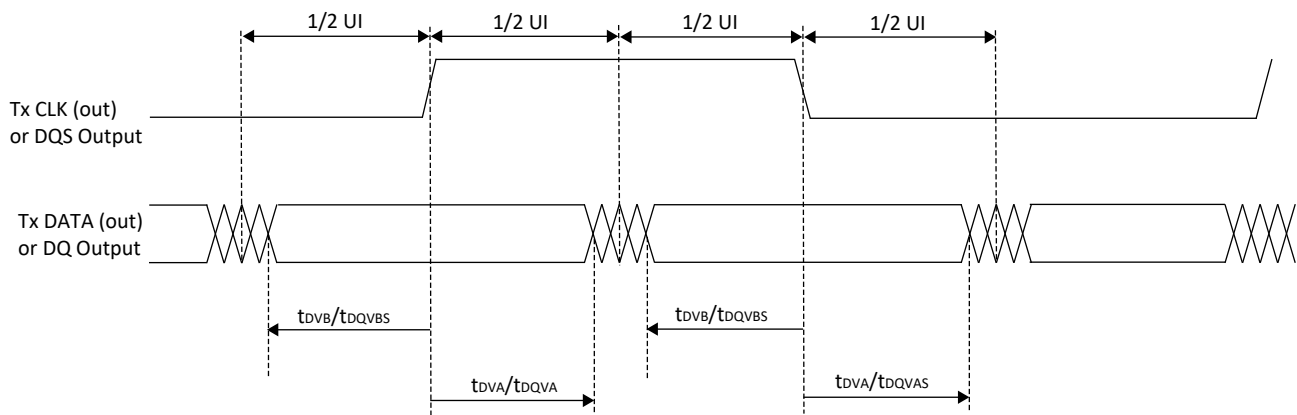 1/2 UI
1/2 UI
1/2 UI
1/2 UI
Tx CLK (out)
or DQS Output
Tx DATA (out)
or DQ Output
tDVB/tDQVBS
tDVB/tDQVBS
tDVA/tDQVA
tDVA/tDQVAS